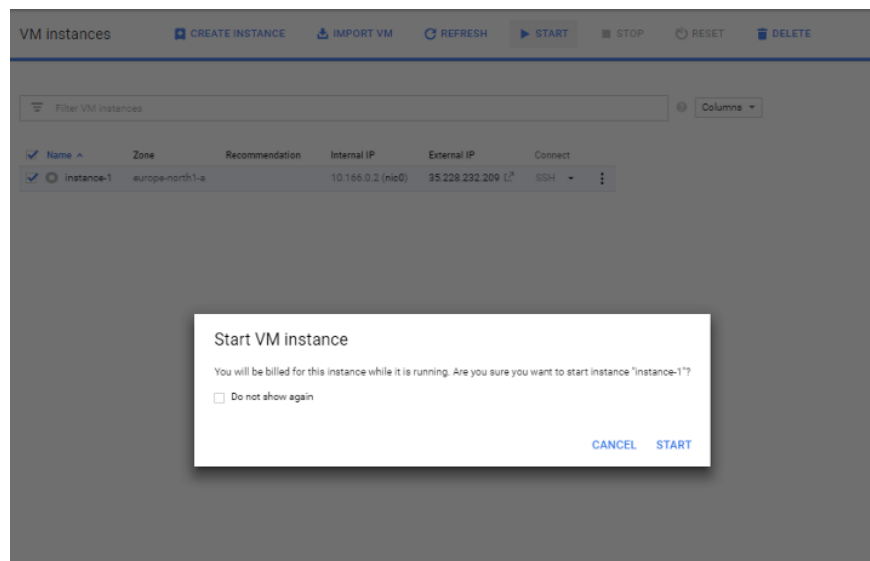 VM instances CREATE INSTANCE IMPORT VM REFRESH START STOP RESET DELETE
Filter VM instances Columns
Name Zone Recommendation Internal IP External IP Connect
instance-1 europe-north1-a 10.166.0.2 (nic0) 35.228.232.209 SSH
Start VM instance
You will be billed for this instance while it is running. Are you sure you want to start instance "instance-1"?
Do not show again
CANCEL START